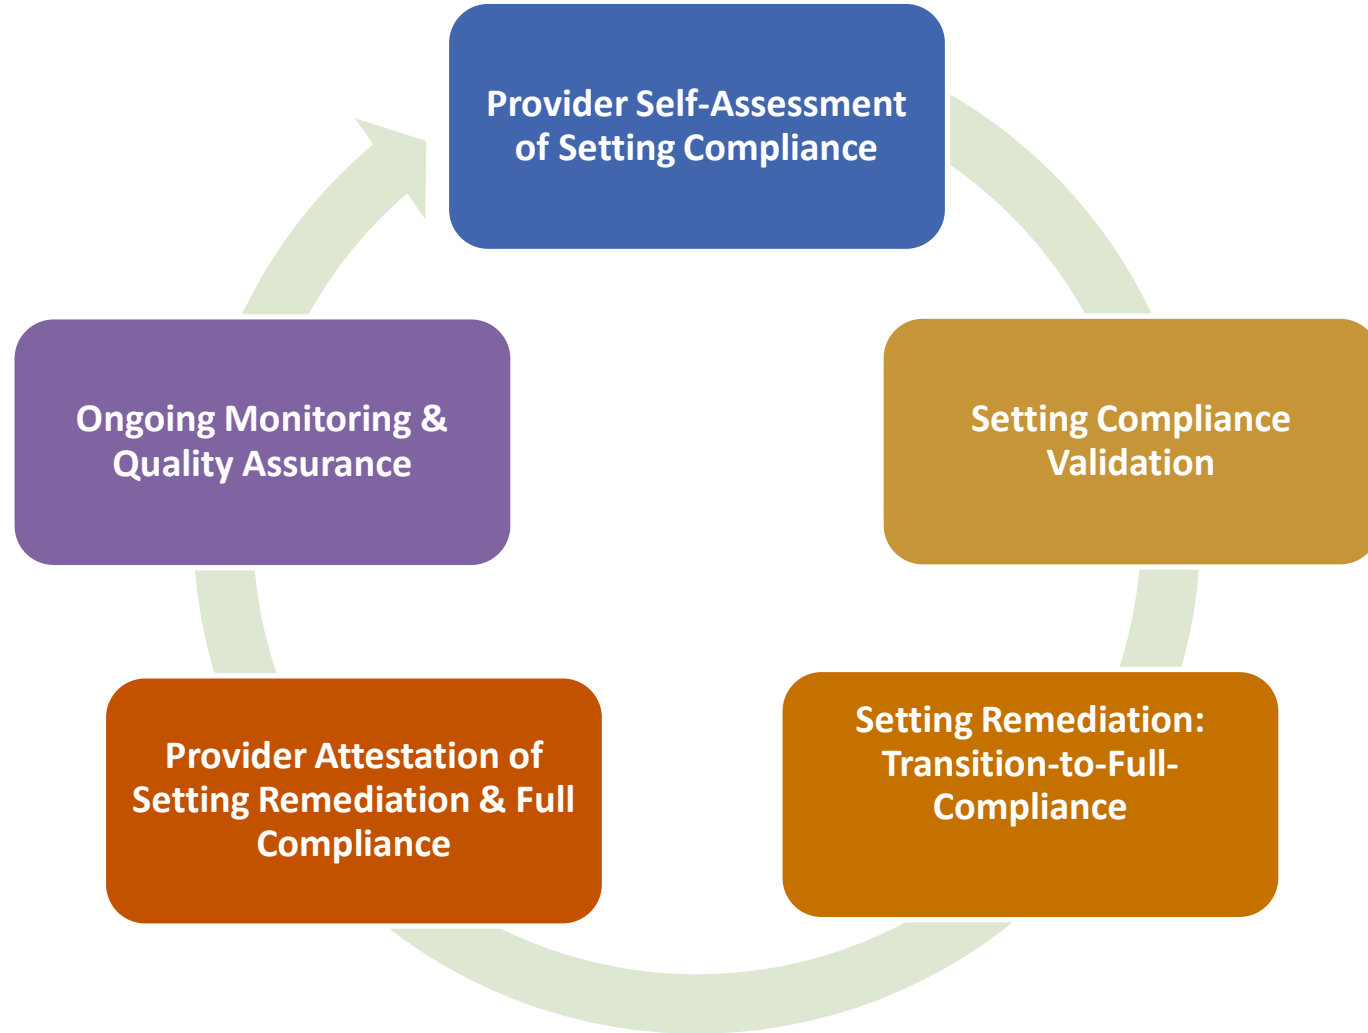 Provider Self-Assessment
of Setting Compliance
Setting Compliance
Validation
Setting Remediation:
Transition-to-Full-
Compliance
Provider Attestation of
Setting Remediation & Full
Compliance
Ongoing Monitoring &
Quality Assurance